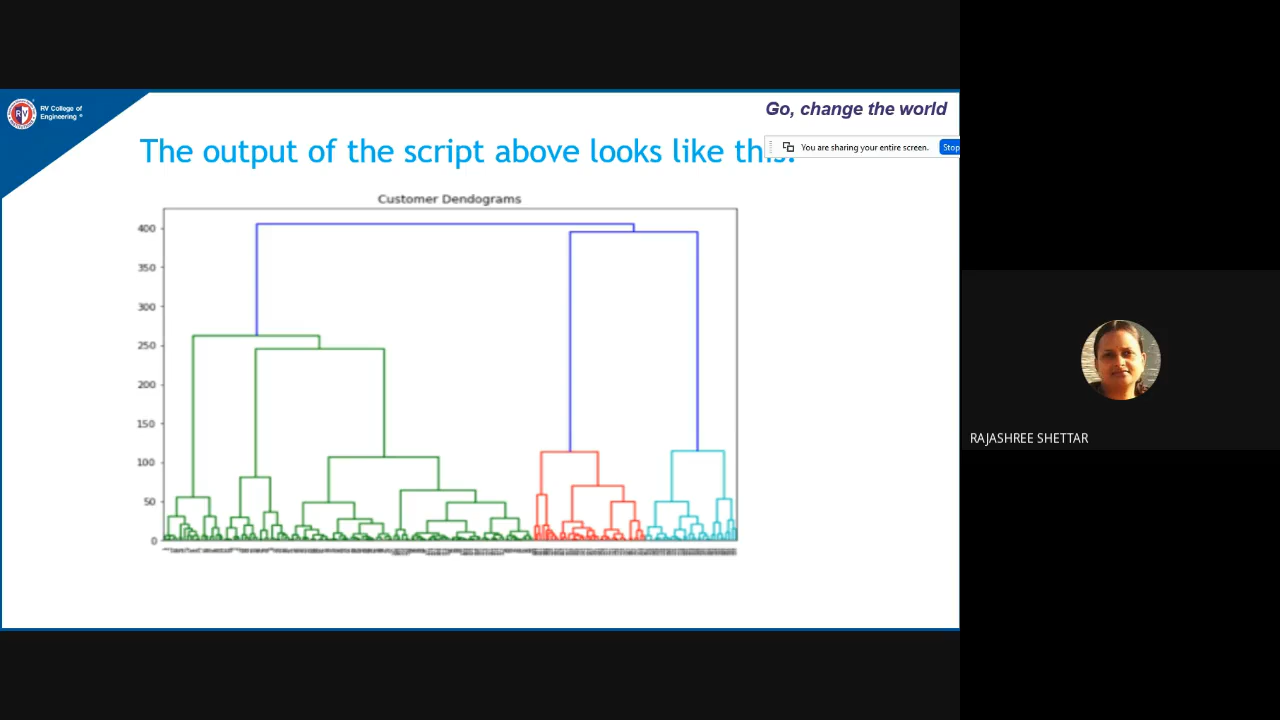 RV College of
Engineering
Go, change the world
The output of the script above looks like this:
You are sharing your entire screen.
Stop
Customer Dendograms
400
350
300
250
200
150
100
50
0
RAJASHREE SHETTAR